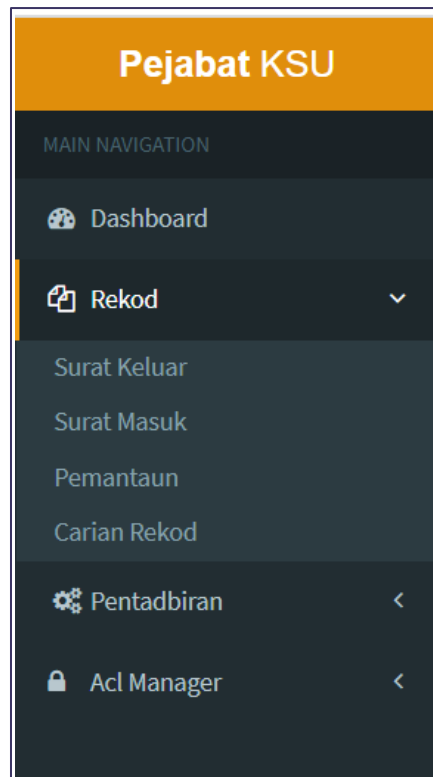 Pejabat KSU
MAIN NAVIGATION
Dashboard
Rekod
Surat Keluar
Surat Masuk
Pemantaun
Carian Rekod
Pentadbiran
Acl Manager